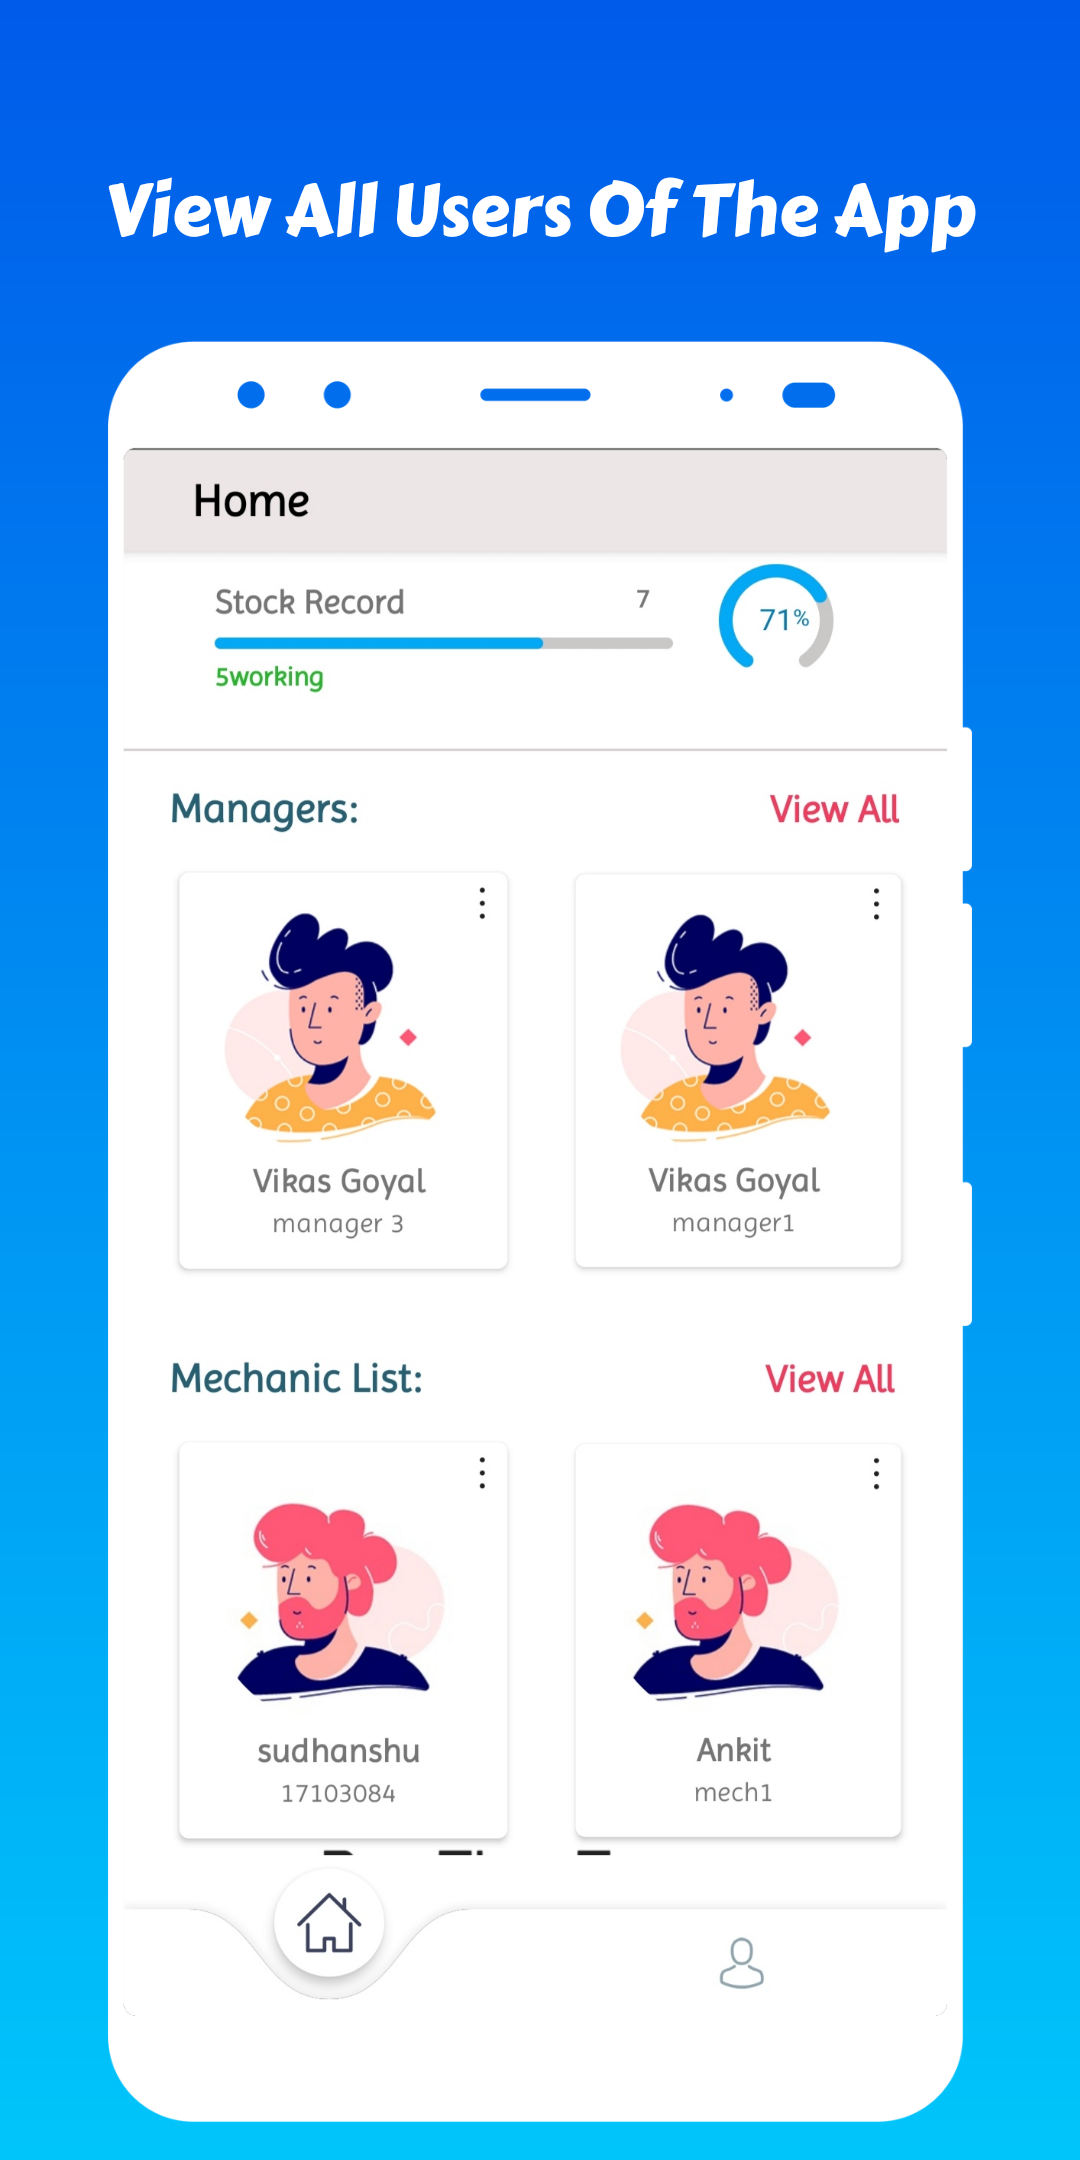 View All Users Of The App
Home
Stock Record 7
71%
5working
Managers: View All
Vikas Goyal Vikas Goyal
manager 3 manager1
Mechanic List: View All
sudhanshu Ankit
17103084 mech1